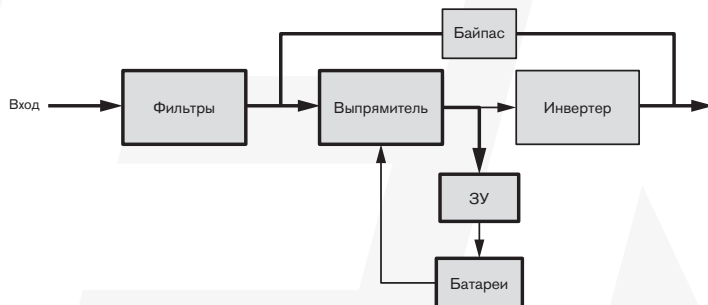 Байпас
Вход
Фильтры
Выпрямитель
Инвертер
ЗУ
Батареи